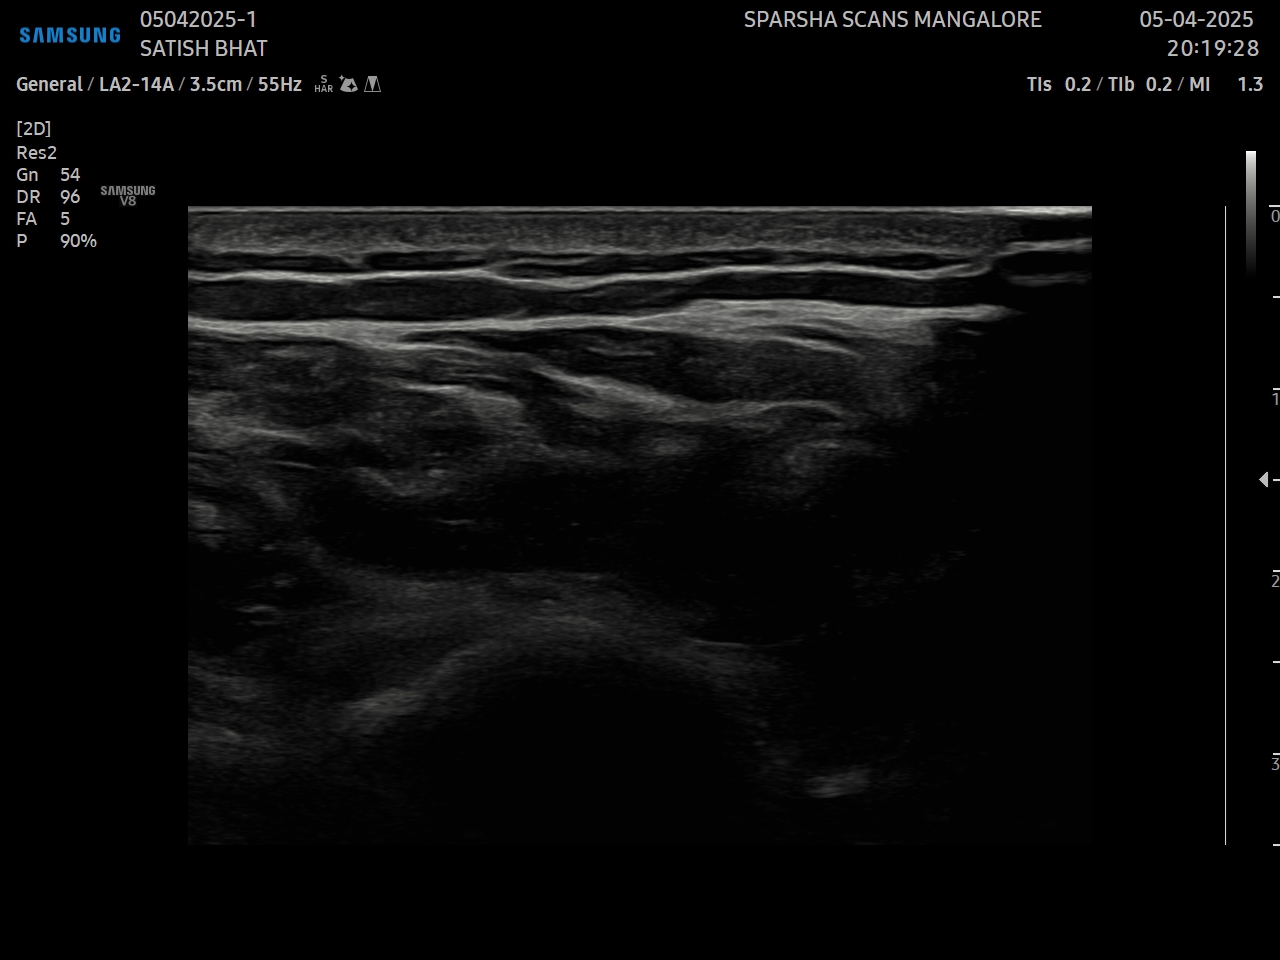 SAMSUNG 05042025-1 SPARSHA SCANS MANGALORE 05-04-2025
SATISH BHAT 20:19:28
General / LA2-14A / 3.5cm / 55Hz S HAR TIs 0.2 / TIb 0.2 / MI 1.3
[2D]
Res2
Gn 54
DR 96 SAMSUNG V8
FA 5
P 90%
0
1
2
3